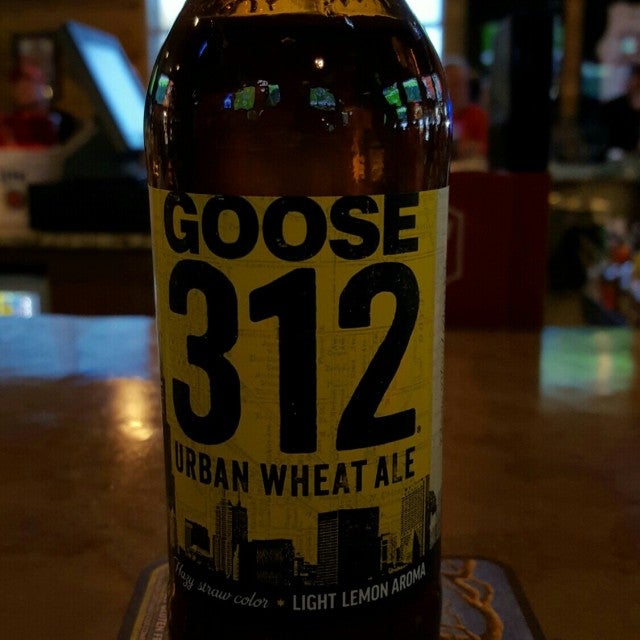 GOOSE
312.
URBAN WHEAT ALE
Hazy straw color * LIGHT LEMON AROMA